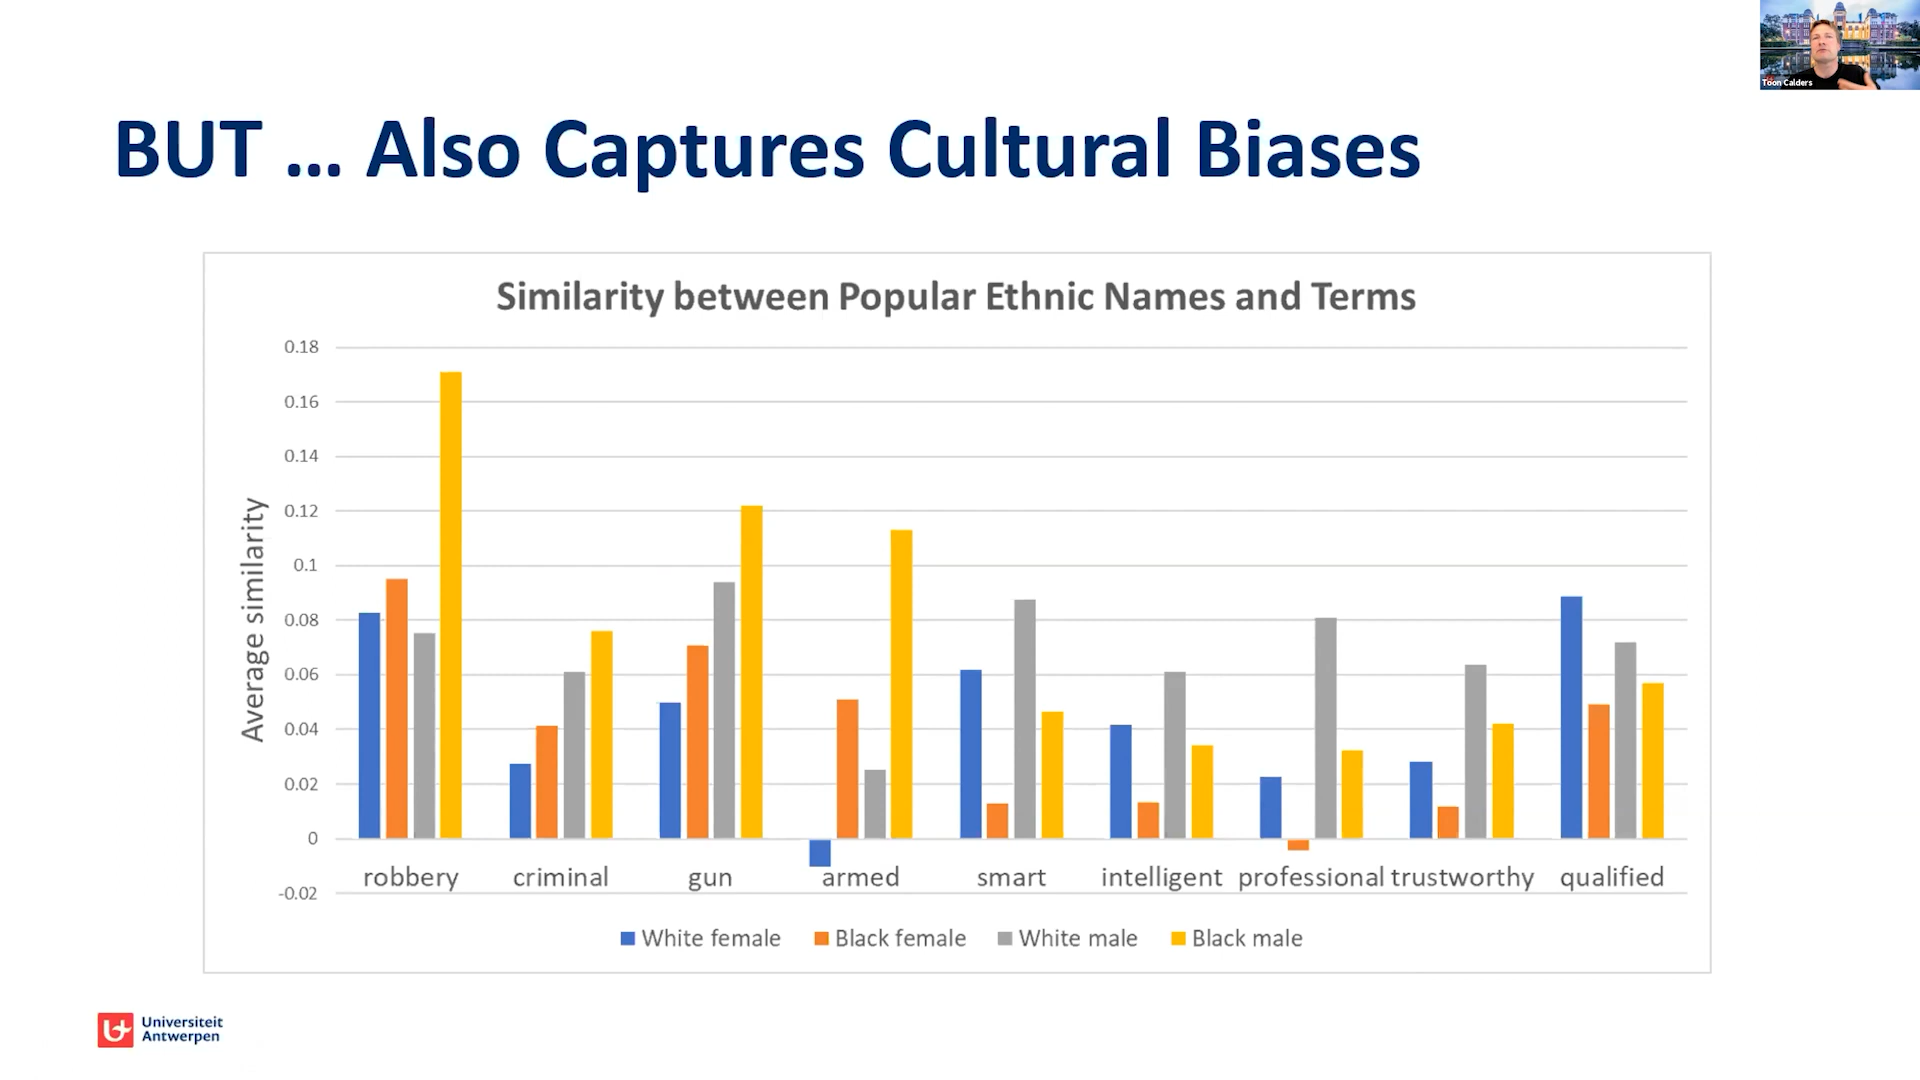 Toon Calders
BUT ... Also Captures Cultural Biases
Similarity between Popular Ethnic Names and Terms
Average similarity
0.18
0.16
0.14
0.12
0.1
0.08
0.06
0.04
0.02
0
-0.02
robbery criminal gun armed smart intelligent professional trustworthy qualified
White female Black female White male Black male
Universiteit
Antwerpen